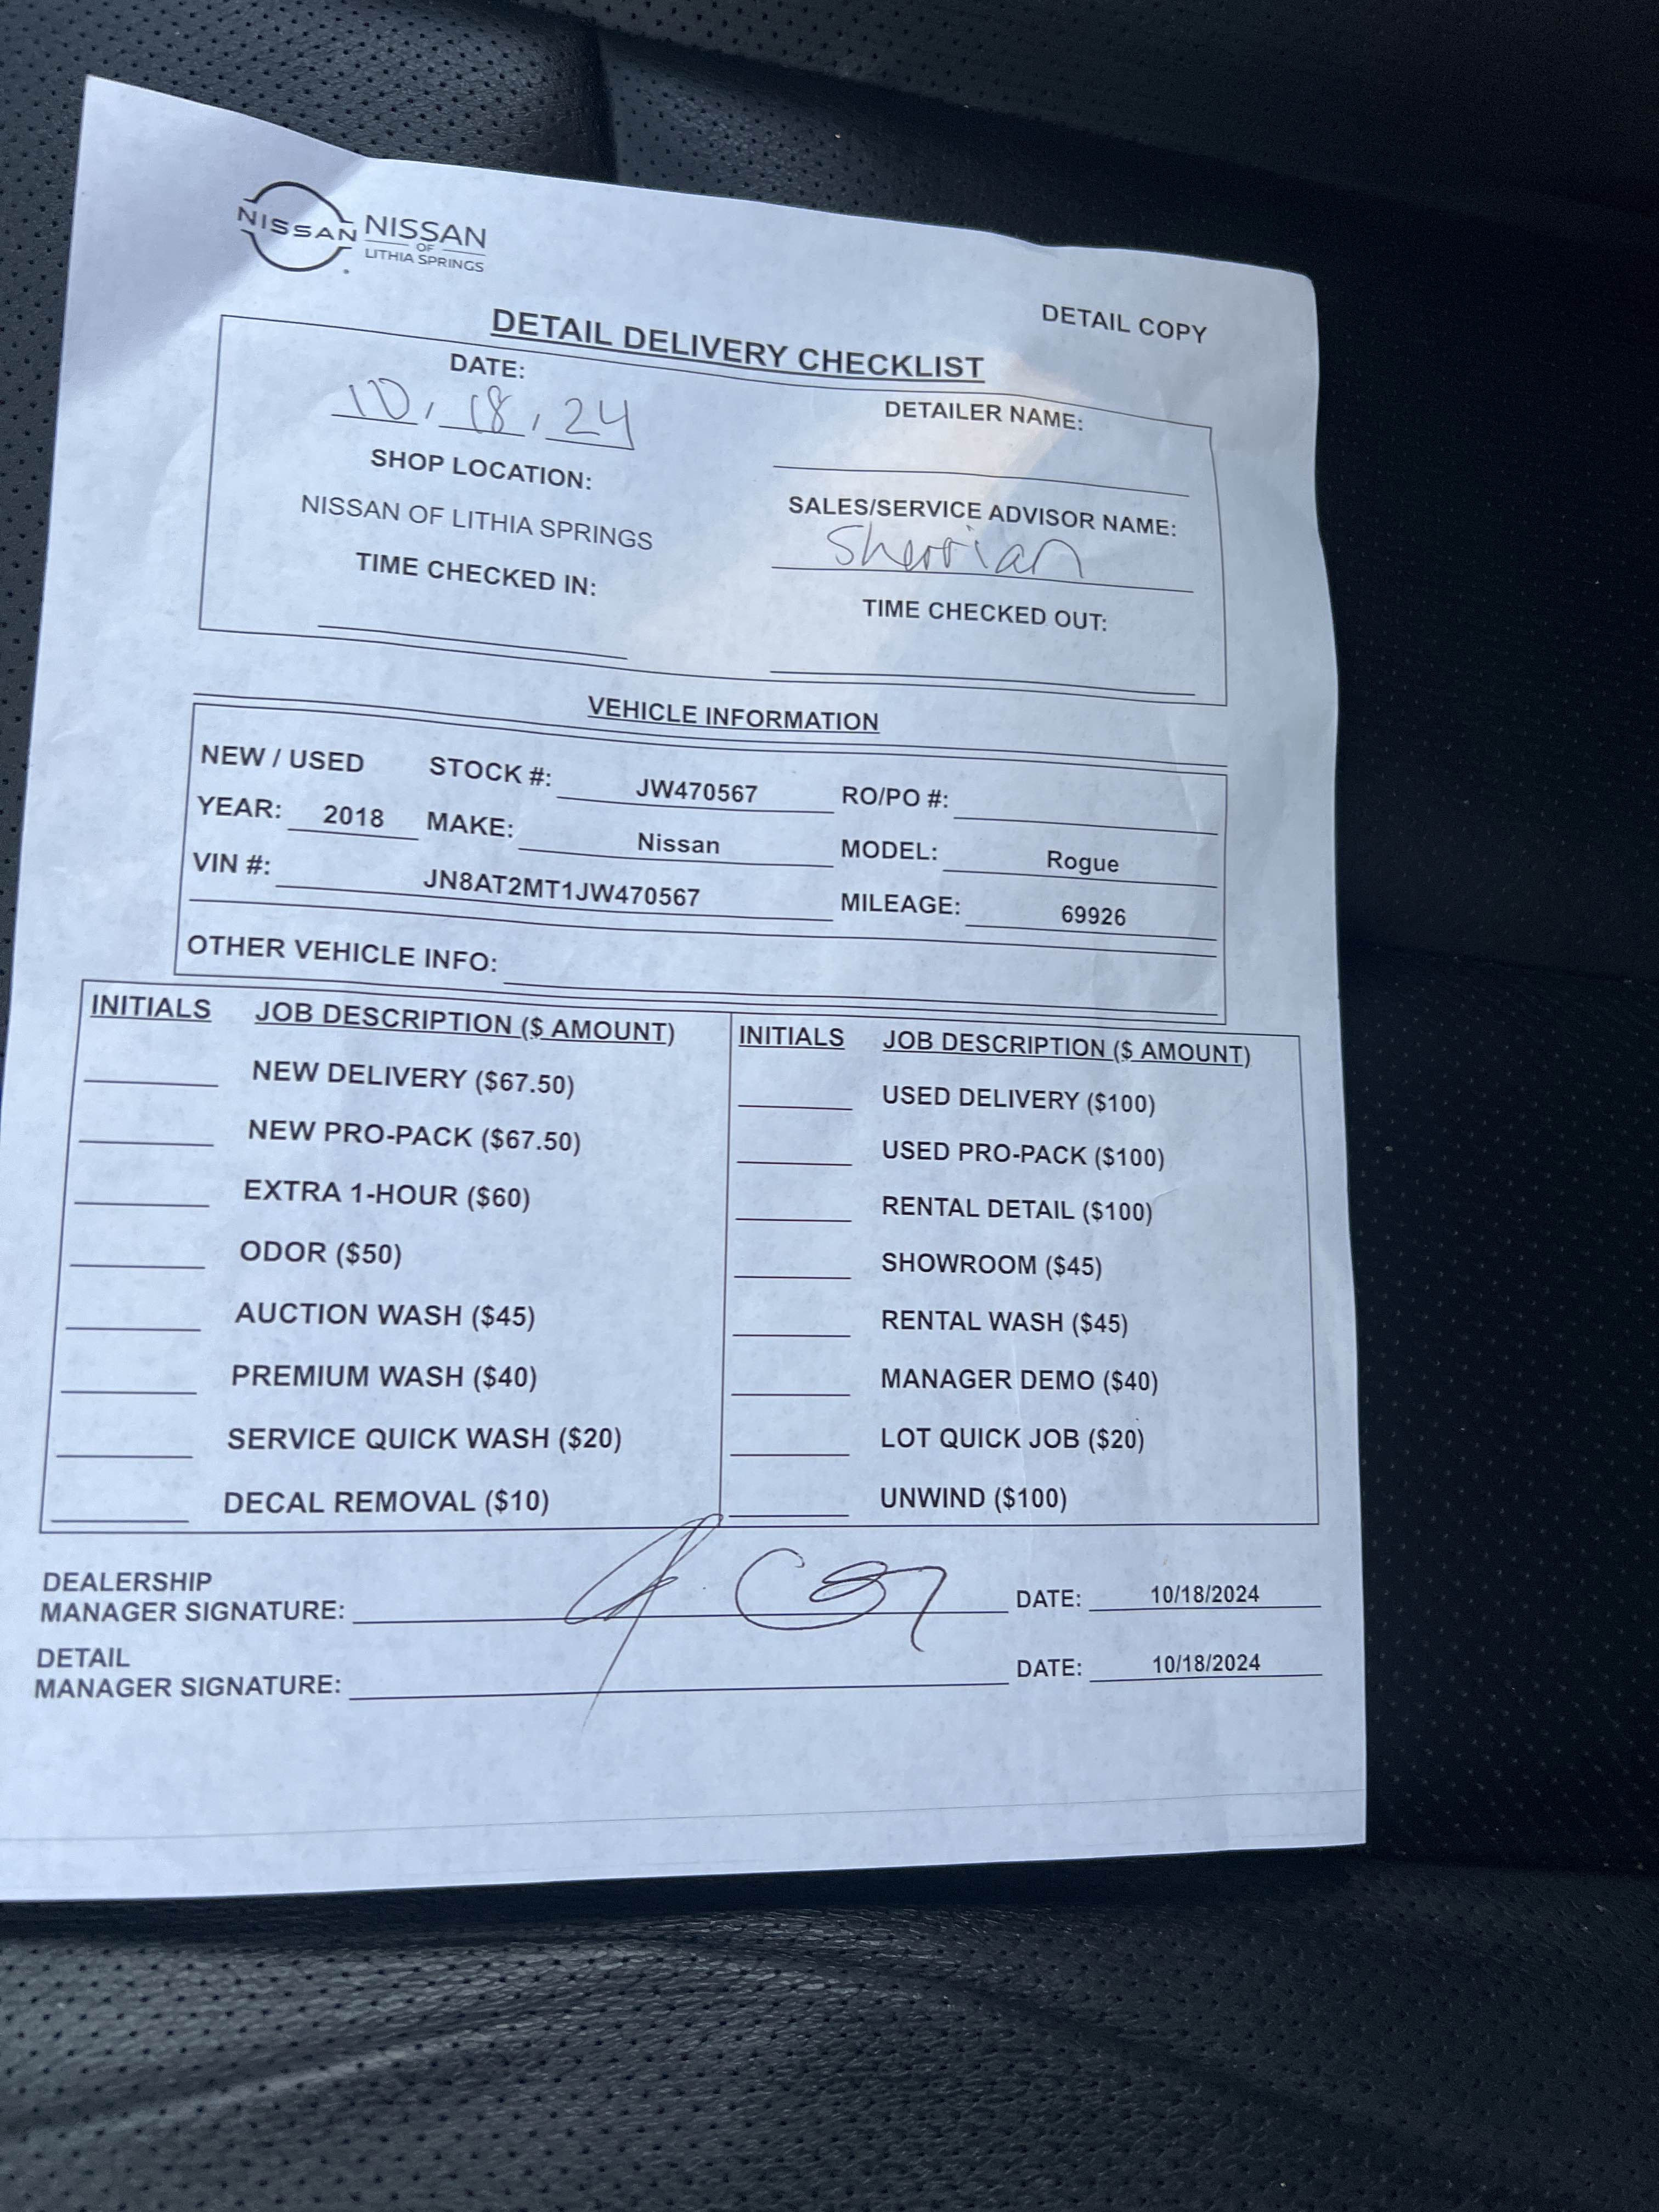 NISSAN NISSAN
OF
LITHIA SPRINGS
DETAIL COPY
DETAIL DELIVERY CHECKLIST
DATE:
10, 18, 24
DETAILER NAME:
SHOP LOCATION:
NISSAN OF LITHIA SPRINGS
SALES/SERVICE ADVISOR NAME:
Sherrian
TIME CHECKED IN:
TIME CHECKED OUT:
VEHICLE INFORMATION
NEW / USED STOCK #: JW470567 RO/PO #:
YEAR: 2018 MAKE: Nissan MODEL: Rogue
VIN #: JN8AT2MT1JW470567 MILEAGE: 69926
OTHER VEHICLE INFO:
INITIALS JOB DESCRIPTION ($ AMOUNT)
NEW DELIVERY ($67.50)
NEW PRO-PACK ($67.50)
EXTRA 1-HOUR ($60)
ODOR ($50)
AUCTION WASH ($45)
PREMIUM WASH ($40)
SERVICE QUICK WASH ($20)
DECAL REMOVAL ($10)
INITIALS JOB DESCRIPTION ($ AMOUNT)
USED DELIVERY ($100)
USED PRO-PACK ($100)
RENTAL DETAIL ($100)
SHOWROOM ($45)
RENTAL WASH ($45)
MANAGER DEMO ($40)
LOT QUICK JOB ($20)
UNWIND ($100)
DEALERSHIP
MANAGER SIGNATURE: DATE: 10/18/2024
DETAIL
MANAGER SIGNATURE: DATE: 10/18/2024